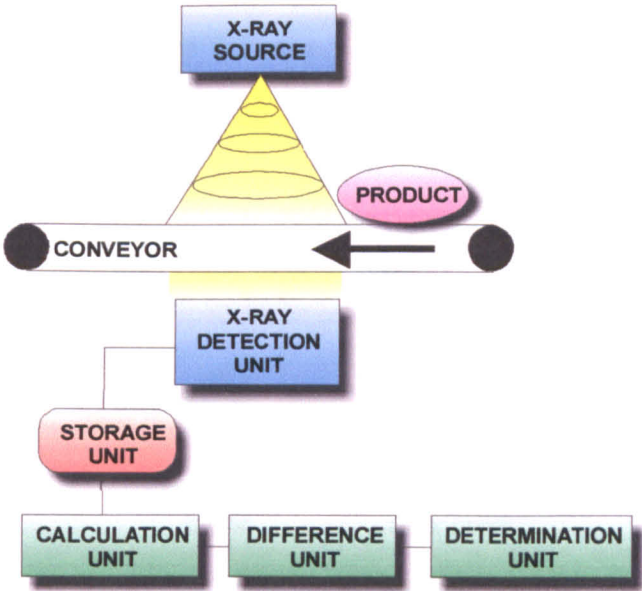 X-RAY
SOURCE
PRODUCT
CONVEYOR
X-RAY
DETECTION
UNIT
STORAGE
UNIT
CALCULATION
UNIT
DIFFERENCE
UNIT
DETERMINATION
UNIT